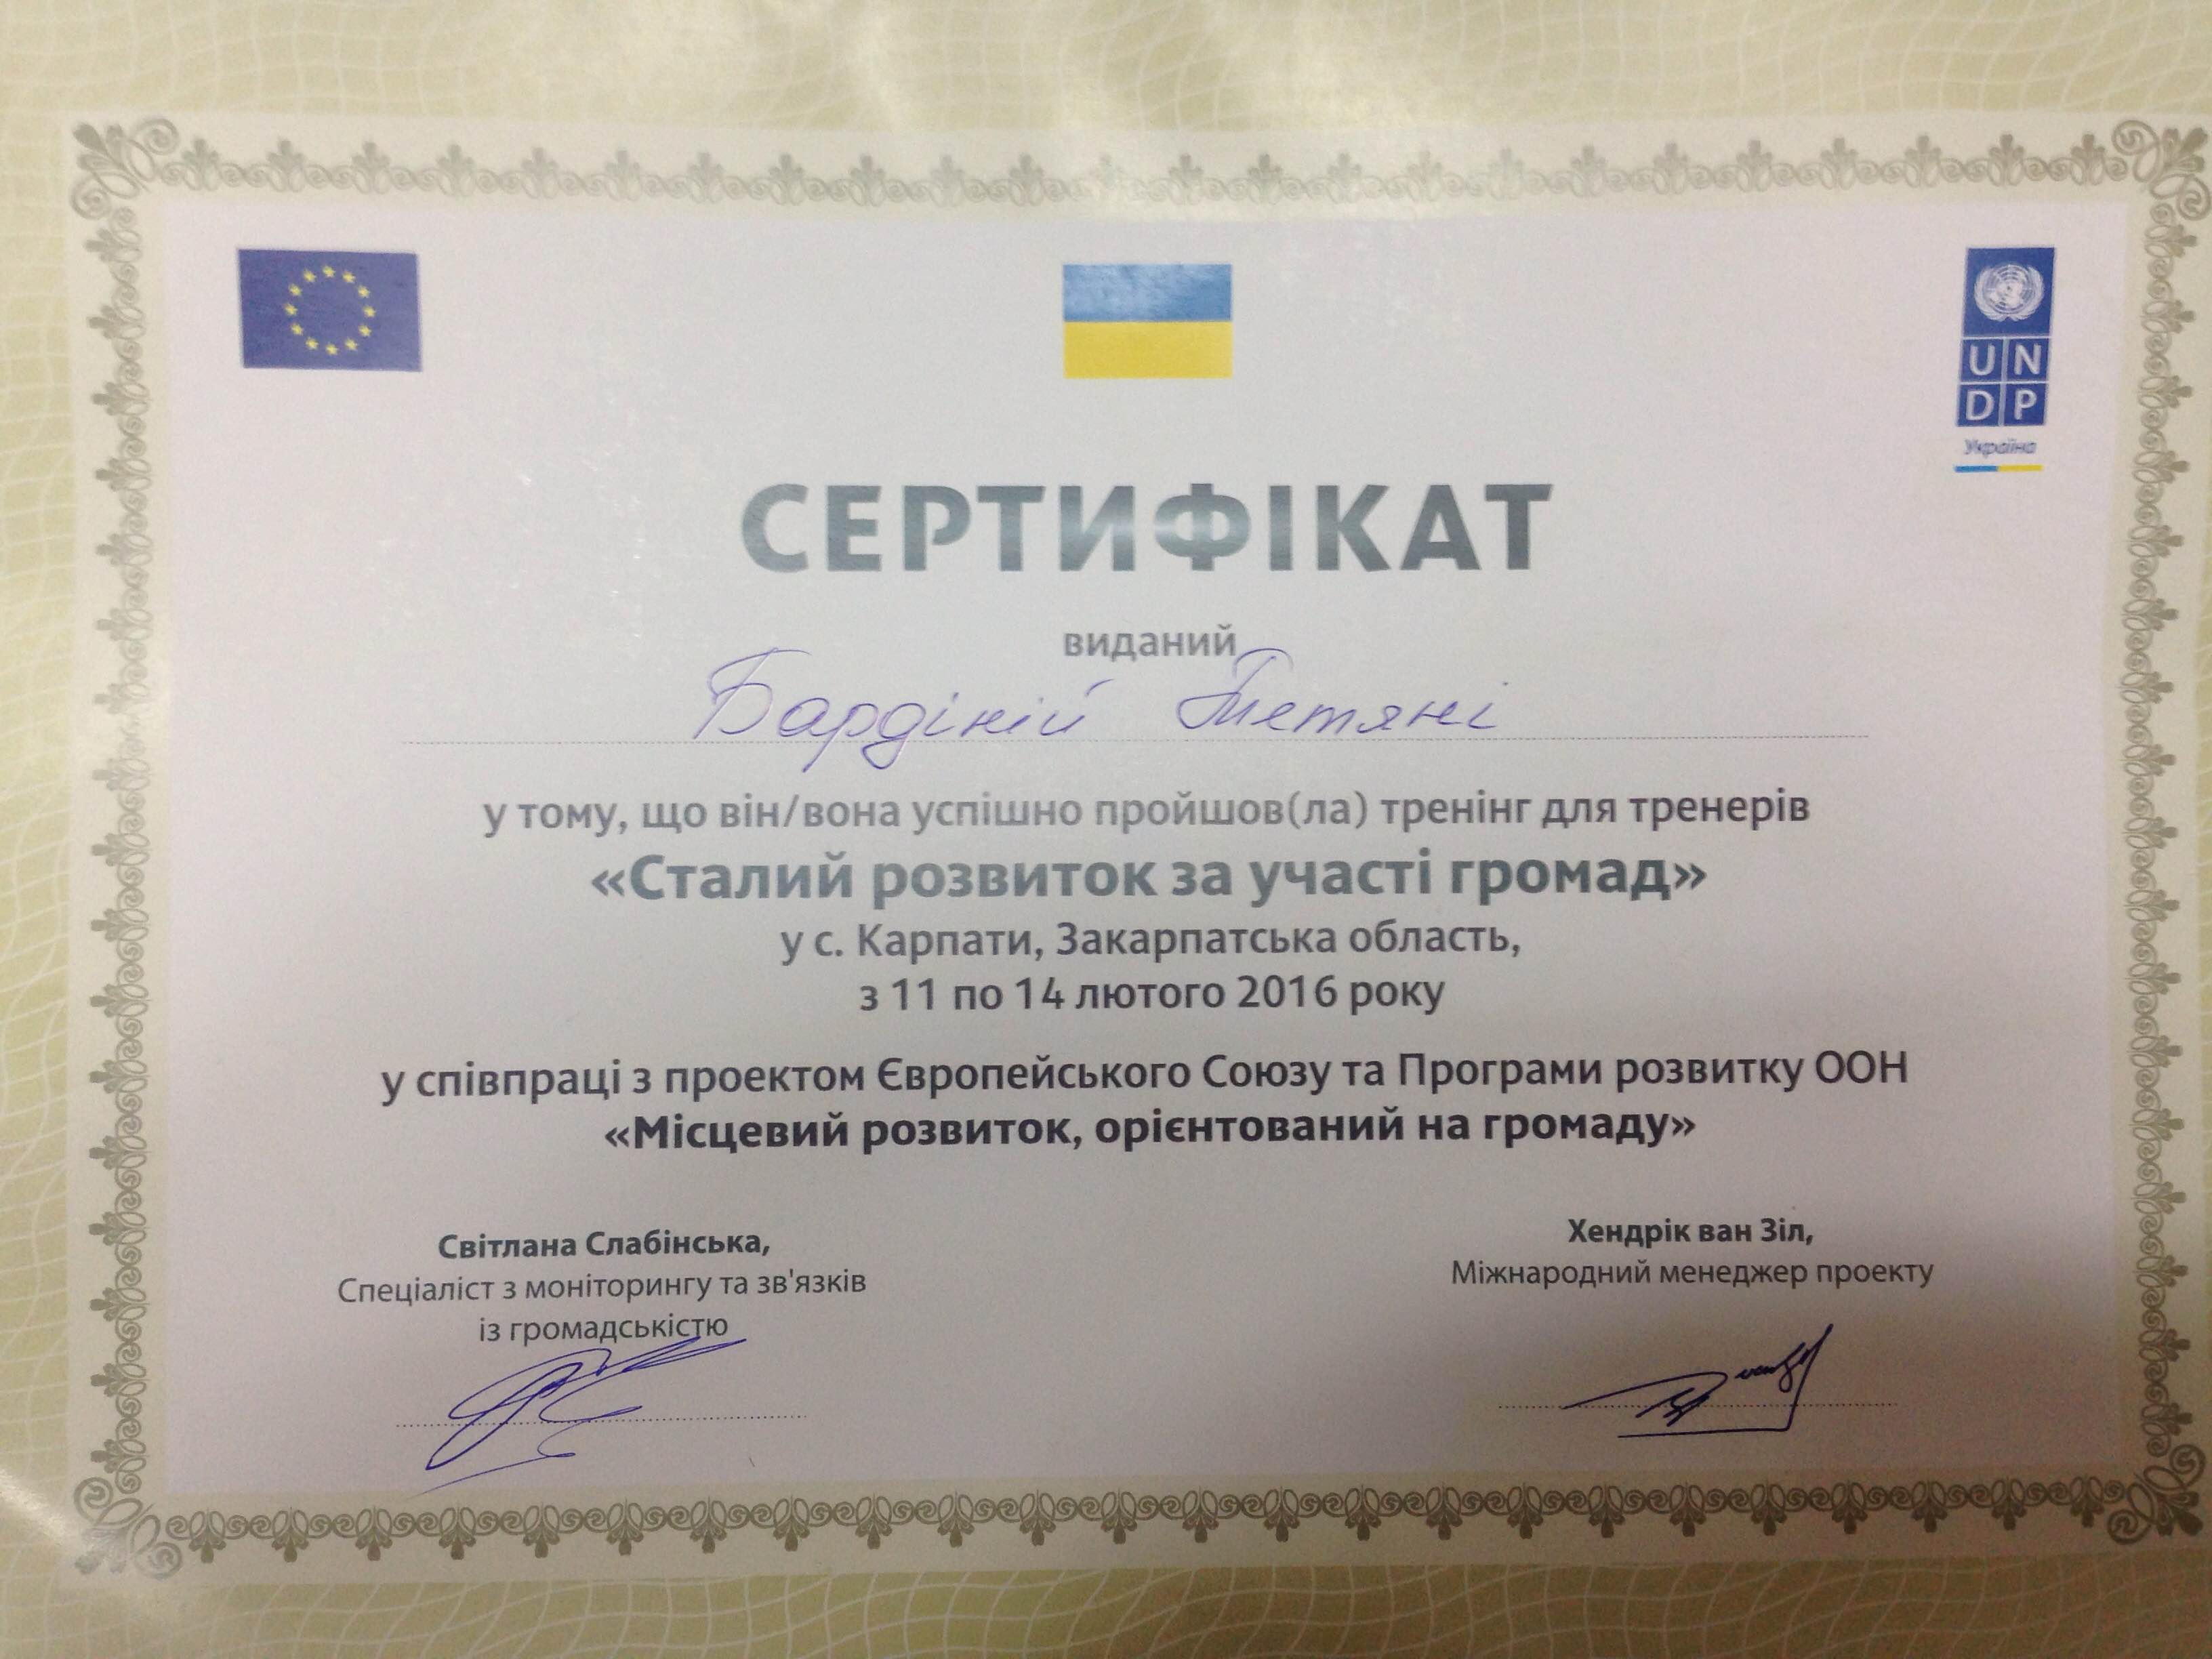 UN
DP
Україна
СЕРТИФІКАТ
виданий
Бардіній Тетяні
у тому, що він/вона успішно пройшов(ла) тренінг для тренерів
«Сталий розвиток за участі громад»
у с. Карпати, Закарпатська область,
з 11 по 14 лютого 2016 року
у співпраці з проектом Європейського Союзу та Програми розвитку ООН
«Місцевий розвиток, орієнтований на громаду»
Світлана Слабінська,
Спеціаліст з моніторингу та зв'язків
із громадськістю
Хендрік ван Зіл,
Міжнародний менеджер проекту